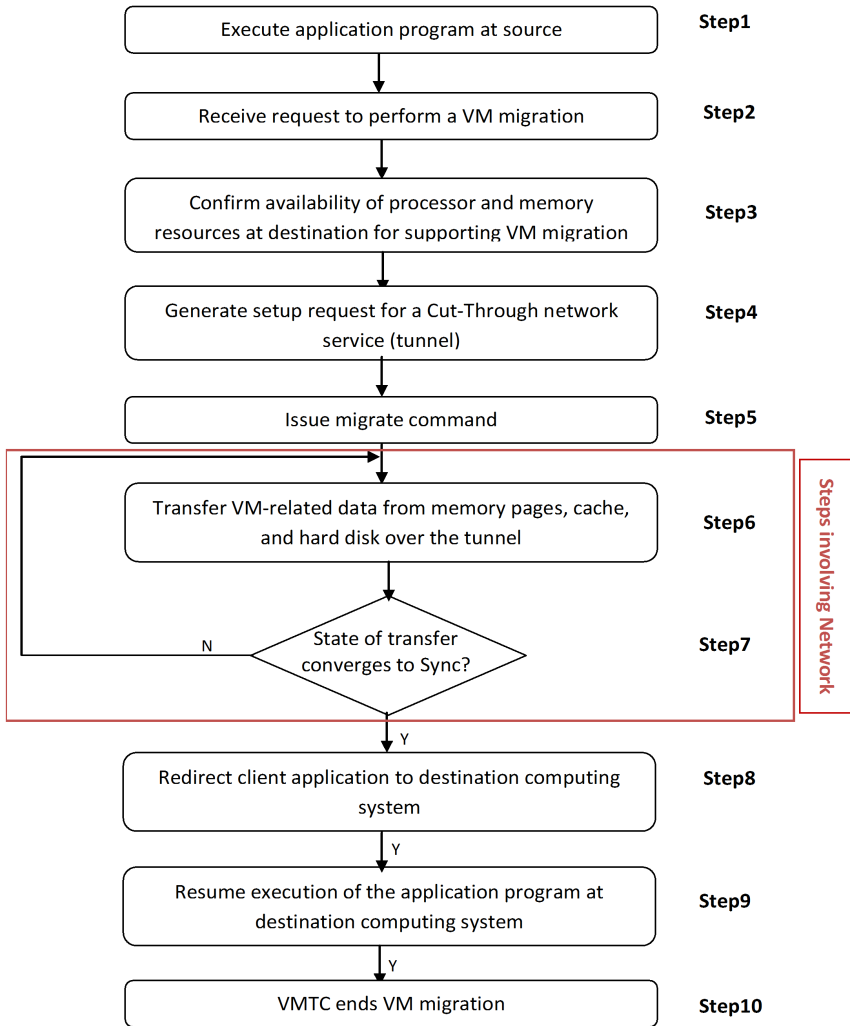 Execute application program at source
Step1
Receive request to perform a VM migration
Step2
Confirm availability of processor and memory
resources at destination for supporting VM migration
Step3
Generate setup request for a Cut-Through network
service (tunnel)
Step4
Issue migrate command
Step5
Transfer VM-related data from memory pages, cache,
and hard disk over the tunnel
Step6
Steps involving Network
State of transfer
converges to Sync?
N
Step7
Y
Redirect client application to destination computing
system
Step8
Y
Resume execution of the application program at
destination computing system
Step9
Y
VMTC ends VM migration
Step10